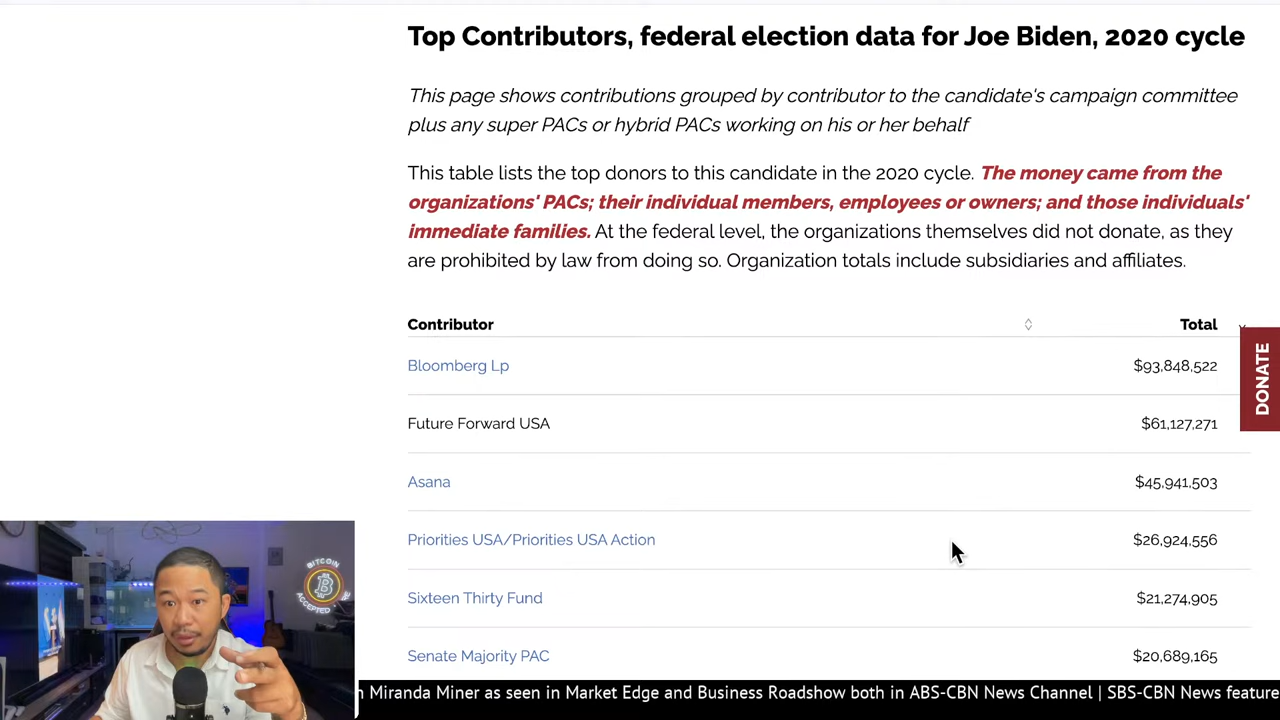 Top Contributors, federal election data for Joe Biden, 2020 cycle
This page shows contributions grouped by contributor to the candidate's campaign committee
plus any super PACs or hybrid PACs working on his or her behalf
This table lists the top donors to this candidate in the 2020 cycle. The money came from the
organizations' PACs; their individual members, employees or owners; and those individuals'
immediate families. At the federal level, the organizations themselves did not donate, as they
are prohibited by law from doing so. Organization totals include subsidiaries and affiliates.
Contributor Total
Bloomberg Lp $93,848,522
Future Forward USA $61,127,271
DONATE
Asana $45,941,503
Priorities USA/Priorities USA Action $26,924,556
Sixteen Thirty Fund $21,274,905
Senate Majority PAC $20,689,165
BITCOIN
ACCEPTED
Miranda Miner as seen in Market Edge and Business Roadshow both in ABS-CBN News Channel | SBS-CBN News feature